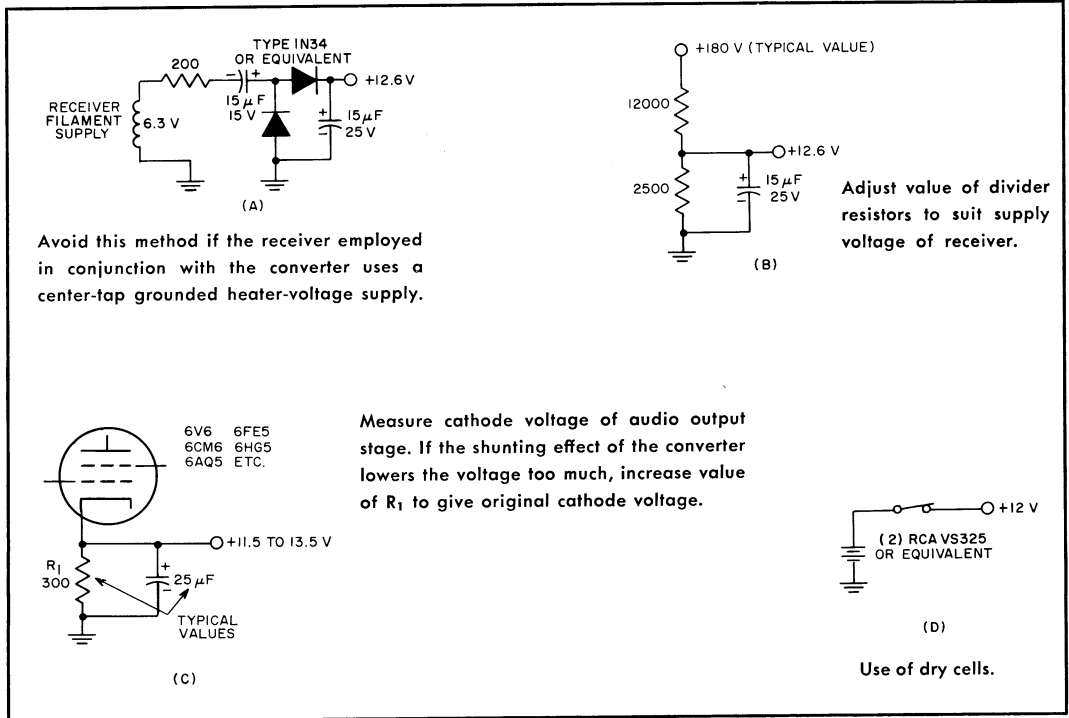 TYPE IN34
OR EQUIVALENT
200
- +
+12.6 V
15 µF
15 V
+ 15 µF
- 25 V
RECEIVER
FILAMENT
SUPPLY
6.3 V
(A)
Avoid this method if the receiver employed
in conjunction with the converter uses a
center-tap grounded heater-voltage supply.
+180 V (TYPICAL VALUE)
12000
+12.6 V
2500
+ 15 µF
- 25 V
(B)
Adjust value of divider
resistors to suit supply
voltage of receiver.
6V6 6FE5
6CM6 6HG5
6AQ5 ETC.
+11.5 TO 13.5 V
R1
300
+
- 25 µF
TYPICAL
VALUES
(C)
Measure cathode voltage of audio output
stage. If the shunting effect of the converter
lowers the voltage too much, increase value
of R1 to give original cathode voltage.
+12 V
(2) RCA VS325
OR EQUIVALENT
(D)
Use of dry cells.